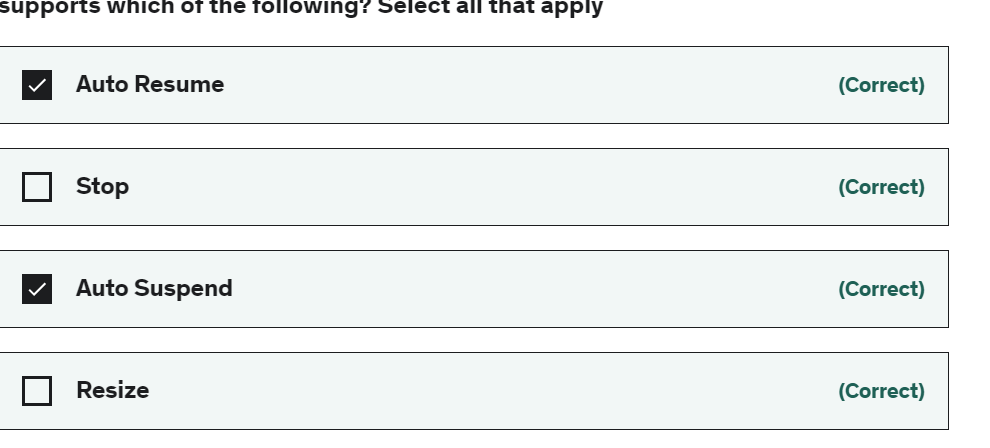 supports which of the following? Select all that apply
Auto Resume (Correct)
Stop (Correct)
Auto Suspend (Correct)
Resize (Correct)